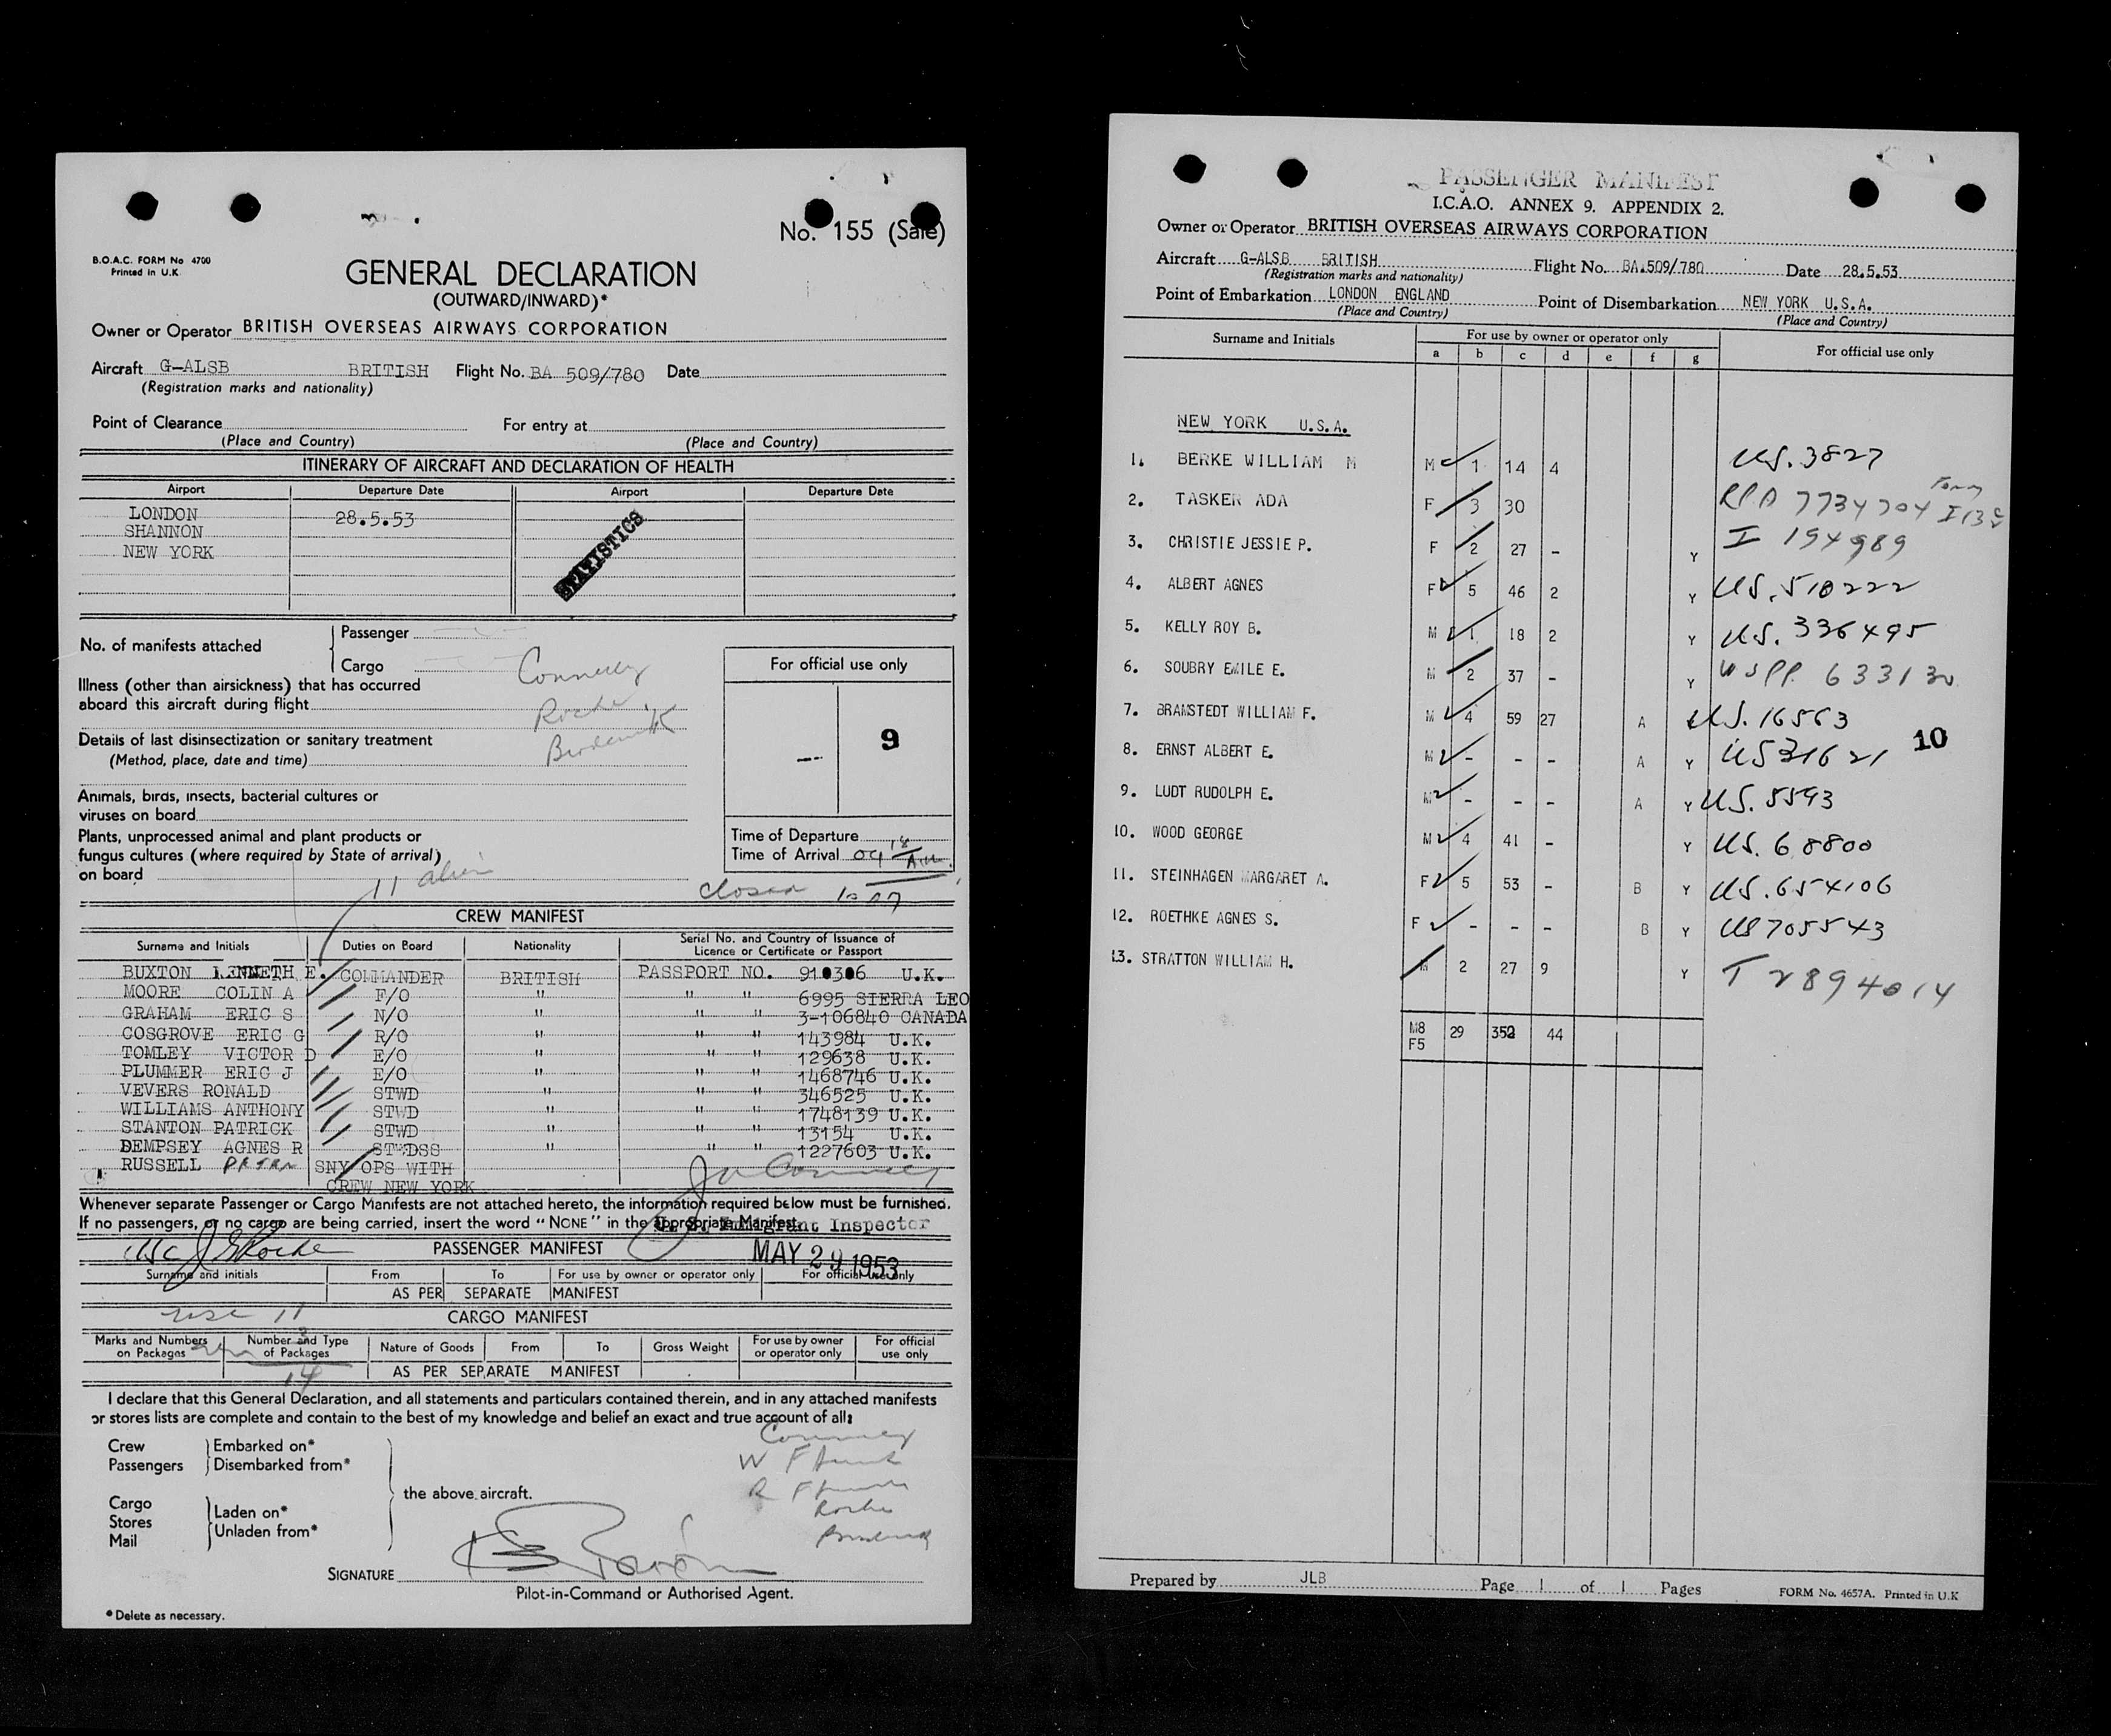 No. 155 (Sale)
B.O.A.C. FORM No 4700
Printed in U.K.
GENERAL DECLARATION
(OUTWARD/INWARD)*
Owner or Operator BRITISH OVERSEAS AIRWAYS CORPORATION
Aircraft G-ALSB BRITISH Flight No. BA 509/780 Date
(Registration marks and nationality)
Point of Clearance For entry at
(Place and Country) (Place and Country)
ITINERARY OF AIRCRAFT AND DECLARATION OF HEALTH
Airport Departure Date Airport Departure Date
LONDON 28.5.53
SHANNON
NEW YORK
STATISTICS
No. of manifests attached Passenger
Cargo
Connelly
Illness (other than airsickness) that has occurred
aboard this aircraft during flight
Roche
Details of last disinsectization or sanitary treatment
(Method, place, date and time)
Broderick
For official use only
9
Animals, birds, insects, bacterial cultures or
viruses on board
Plants, unprocessed animal and plant products or
fungus cultures (where required by State of arrival)
on board
Time of Departure
Time of Arrival 0918 A.M.
11 alien
closed
CREW MANIFEST
Surname and Initials Duties on Board Nationality Serial No. and Country of Issuance of Licence or Certificate or Passport
BUXTON KENNETH E. COMMANDER BRITISH PASSPORT NO. 910306 U.K.
MOORE COLIN A F/O " " " 6995 SIERRA LEO
GRAHAM ERIC S N/O " " " 3-106840 CANADA
COSGROVE ERIC G R/O " " " 143984 U.K.
TOMLEY VICTOR D E/O " " " 129638 U.K.
PLUMMER ERIC J E/O " " " 1468746 U.K.
VEVERS RONALD STWD " " " 346525 U.K.
WILLIAMS ANTHONY STWD " " " 1748139 U.K.
STANTON PATRICK STWD " " " 13154 U.K.
DEMPSEY AGNES R STWDSS " " " 1227603 U.K.
RUSSELL SNY OPS WITH
CREW NEW YORK
Whenever separate Passenger or Cargo Manifests are not attached hereto, the information required below must be furnished.
If no passengers, or no cargo are being carried, insert the word "NONE" in the appropriate Manifest.
Immigrant Inspector
PASSENGER MANIFEST
MAY 29 1953
Surname and initials From To For use by owner or operator only For official use only
AS PER SEPARATE MANIFEST
CARGO MANIFEST
Marks and Numbers on Packages Number and Type of Packages Nature of Goods From To Gross Weight For use by owner or operator only For official use only
14
AS PER SEPARATE MANIFEST
I declare that this General Declaration, and all statements and particulars contained therein, and in any attached manifests
or stores lists are complete and contain to the best of my knowledge and belief an exact and true account of all:
Crew Embarked on*
Passengers Disembarked from*
the above aircraft.
Cargo
Stores Laden on*
Mail Unladen from*
Connelly
Roche
SIGNATURE
Pilot-in-Command or Authorised Agent.
* Delete as necessary.
PASSENGER MANIFEST
I.C.A.O. ANNEX 9. APPENDIX 2.
Owner or Operator BRITISH OVERSEAS AIRWAYS CORPORATION
Aircraft G-ALSB BRITISH Flight No. BA.509/780 Date 28.5.53
(Registration marks and nationality)
Point of Embarkation LONDON ENGLAND Point of Disembarkation NEW YORK U.S.A.
(Place and Country) (Place and Country)
Surname and Initials For use by owner or operator only For official use only
a b c d e f g
NEW YORK U.S.A.
1. BERKE WILLIAM M M 1 14 4 US. 3827
2. TASKER ADA F 3 30 7734704 Form
3. CHRISTIE JESSIE P. F 2 27 - Y I 194989
4. ALBERT AGNES F 5 46 2 Y US. 510222
5. KELLY ROY B. M 1 18 2 Y US. 336495
6. SOUBRY EMILE E. M 2 37 - Y USPP. 633130
7. BRAMSTEDT WILLIAM F. M 4 59 27 A US. 16563
10
8. ERNST ALBERT E. M - - - A Y US 31621
9. LUDT RUDOLPH E. M - - - A Y US. 5593
10. WOOD GEORGE M 4 41 - Y US. 68800
11. STEINHAGEN MARGARET A. F 5 53 - B Y US. 654106
12. ROETHKE AGNES S. F - - - B Y US 705543
13. STRATTON WILLIAM H. M 2 27 9 Y T 2894014
M8 29 352 44
F5
Prepared by JLB Page 1 of 1 Pages FORM No. 4657A. Printed in U.K